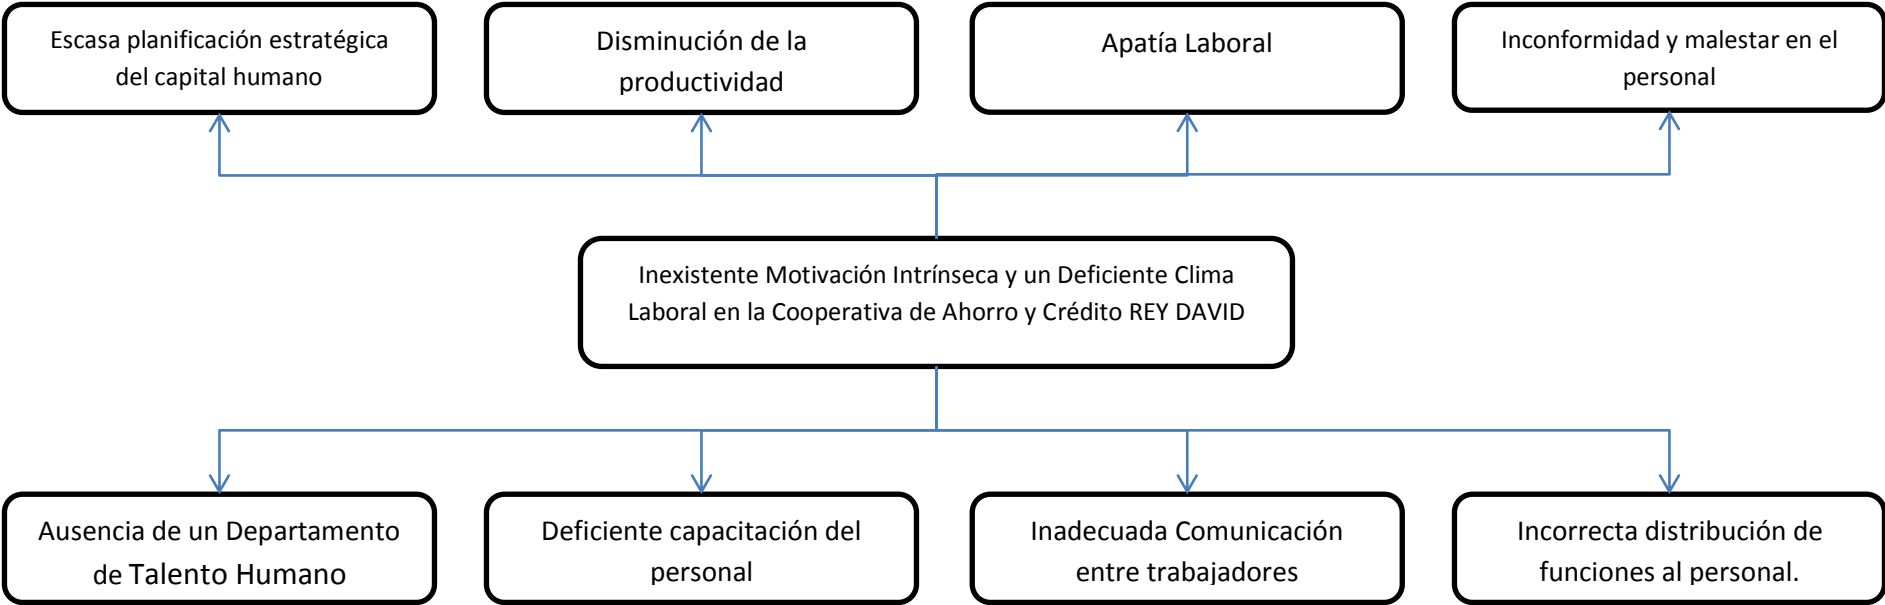 Escasa planificación estratégica
del capital humano
Disminución de la
productividad
Apatía Laboral
Inconformidad y malestar en el
personal
Inexistente Motivación Intrínseca y un Deficiente Clima
Laboral en la Cooperativa de Ahorro y Crédito REY DAVID
Ausencia de un Departamento
de Talento Humano
Deficiente capacitación del
personal
Inadecuada Comunicación
entre trabajadores
Incorrecta distribución de
funciones al personal.